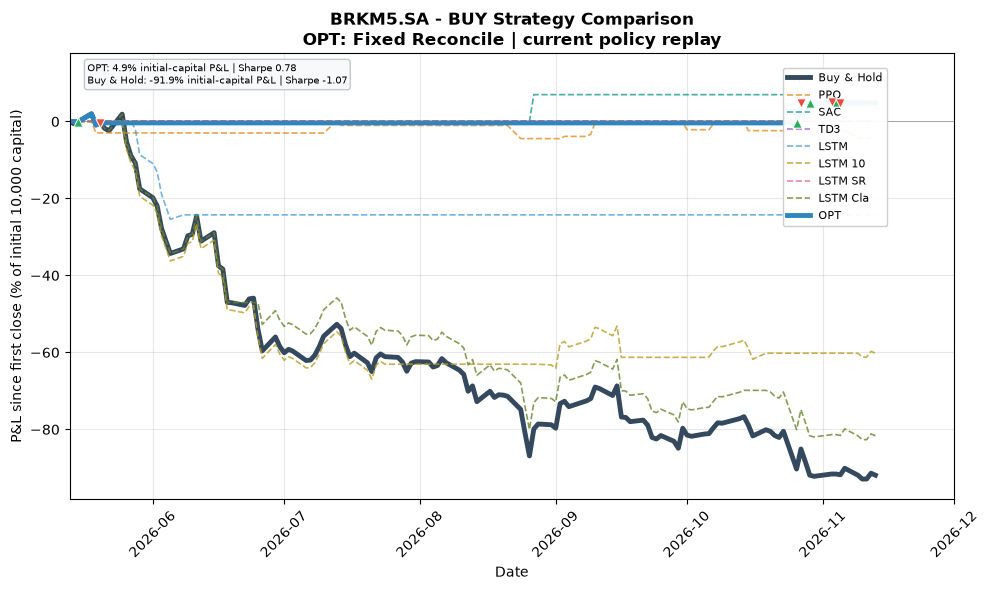 BRKM5.SA - BUY Strategy Comparison
OPT: Fixed Reconcile | current policy replay
OPT: 4.9% initial-capital P&L | Sharpe 0.78
Buy & Hold: -91.9% initial-capital P&L | Sharpe -1.07
Buy & Hold
PPO
SAC
TD3
LSTM
LSTM 10
LSTM SR
LSTM Cla
OPT
P&L since first close (% of initial 10,000 capital)
0
−20
−40
−60
−80
2026-06
2026-07
2026-08
2026-09
2026-10
2026-11
2026-12
Date